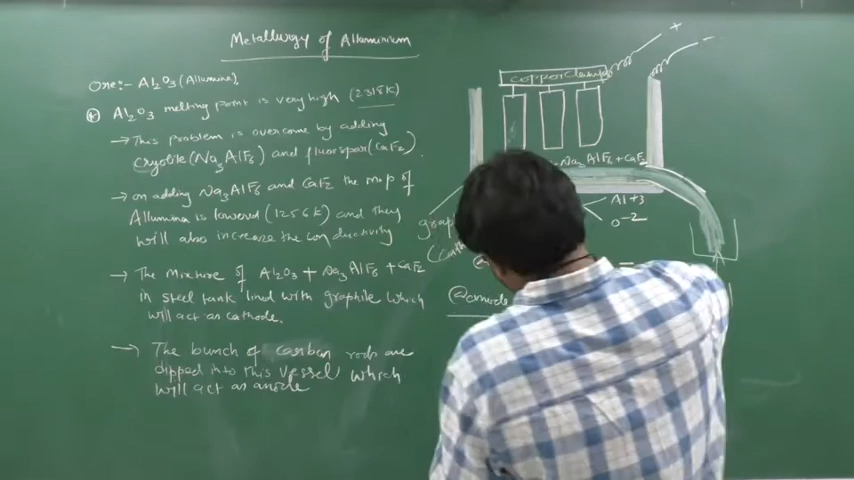 Metallurgy of Alluminium
One:- Al2O3 (Allumina)
* Al2O3 melting point is very high (2318K)
→ This problem is overcome by adding
cryolite (Na3AlF6) and fluorspar (CaF2).
→ on adding Na3AlF6 and CaF2 the m.p of
Allumina is lowered (1256K) and they
will also increase the conductivity
→ The Mixture of Al2O3 + Na3AlF6 + CaF2
in steel tank lined with graphite which
will act as cathode.
→ The bunch of carbon rods are
dipped into this vessel which
will act as anode
copper clamp
+
-
Na3AlF6 + CaF2
Al+3
O-2
@anode